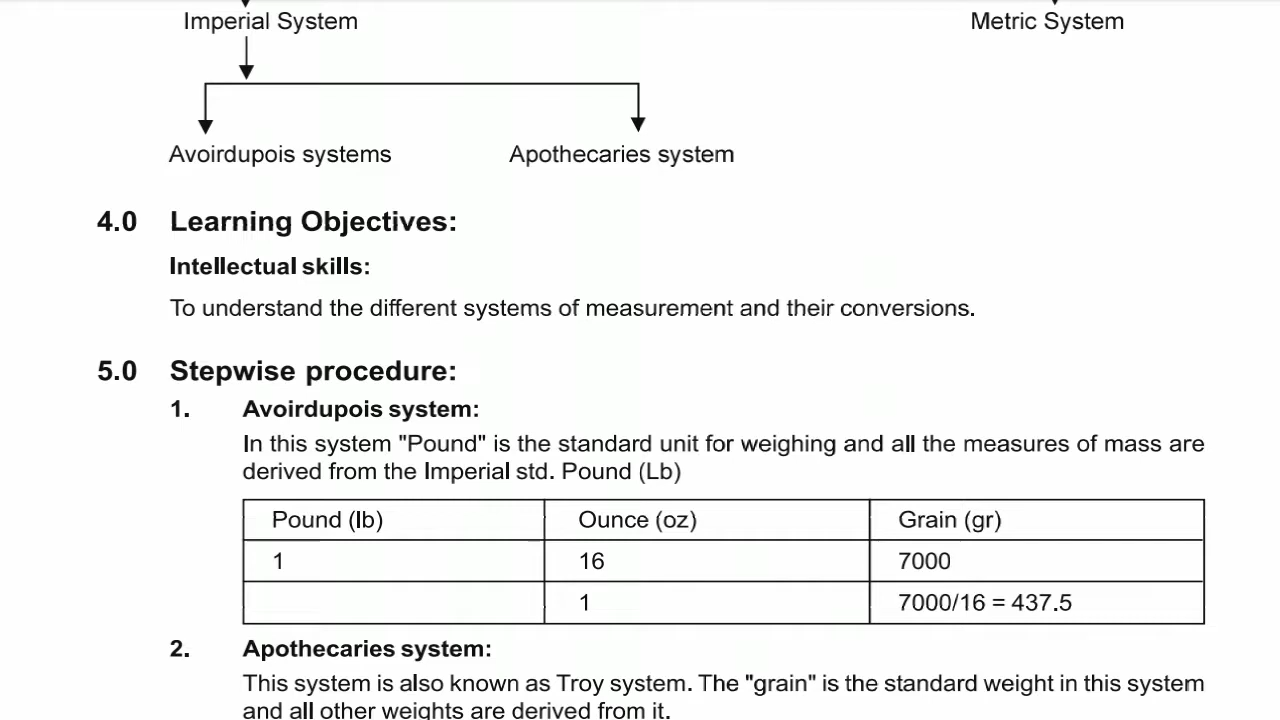 Imperial System
Metric System
Avoirdupois systems
Apothecaries system
4.0 Learning Objectives:
Intellectual skills:
To understand the different systems of measurement and their conversions.
5.0 Stepwise procedure:
1. Avoirdupois system:
In this system "Pound" is the standard unit for weighing and all the measures of mass are
derived from the Imperial std. Pound (Lb)
Pound (lb) Ounce (oz) Grain (gr)
1 16 7000
1 7000/16 = 437.5
2. Apothecaries system:
This system is also known as Troy system. The "grain" is the standard weight in this system
and all other weights are derived from it.